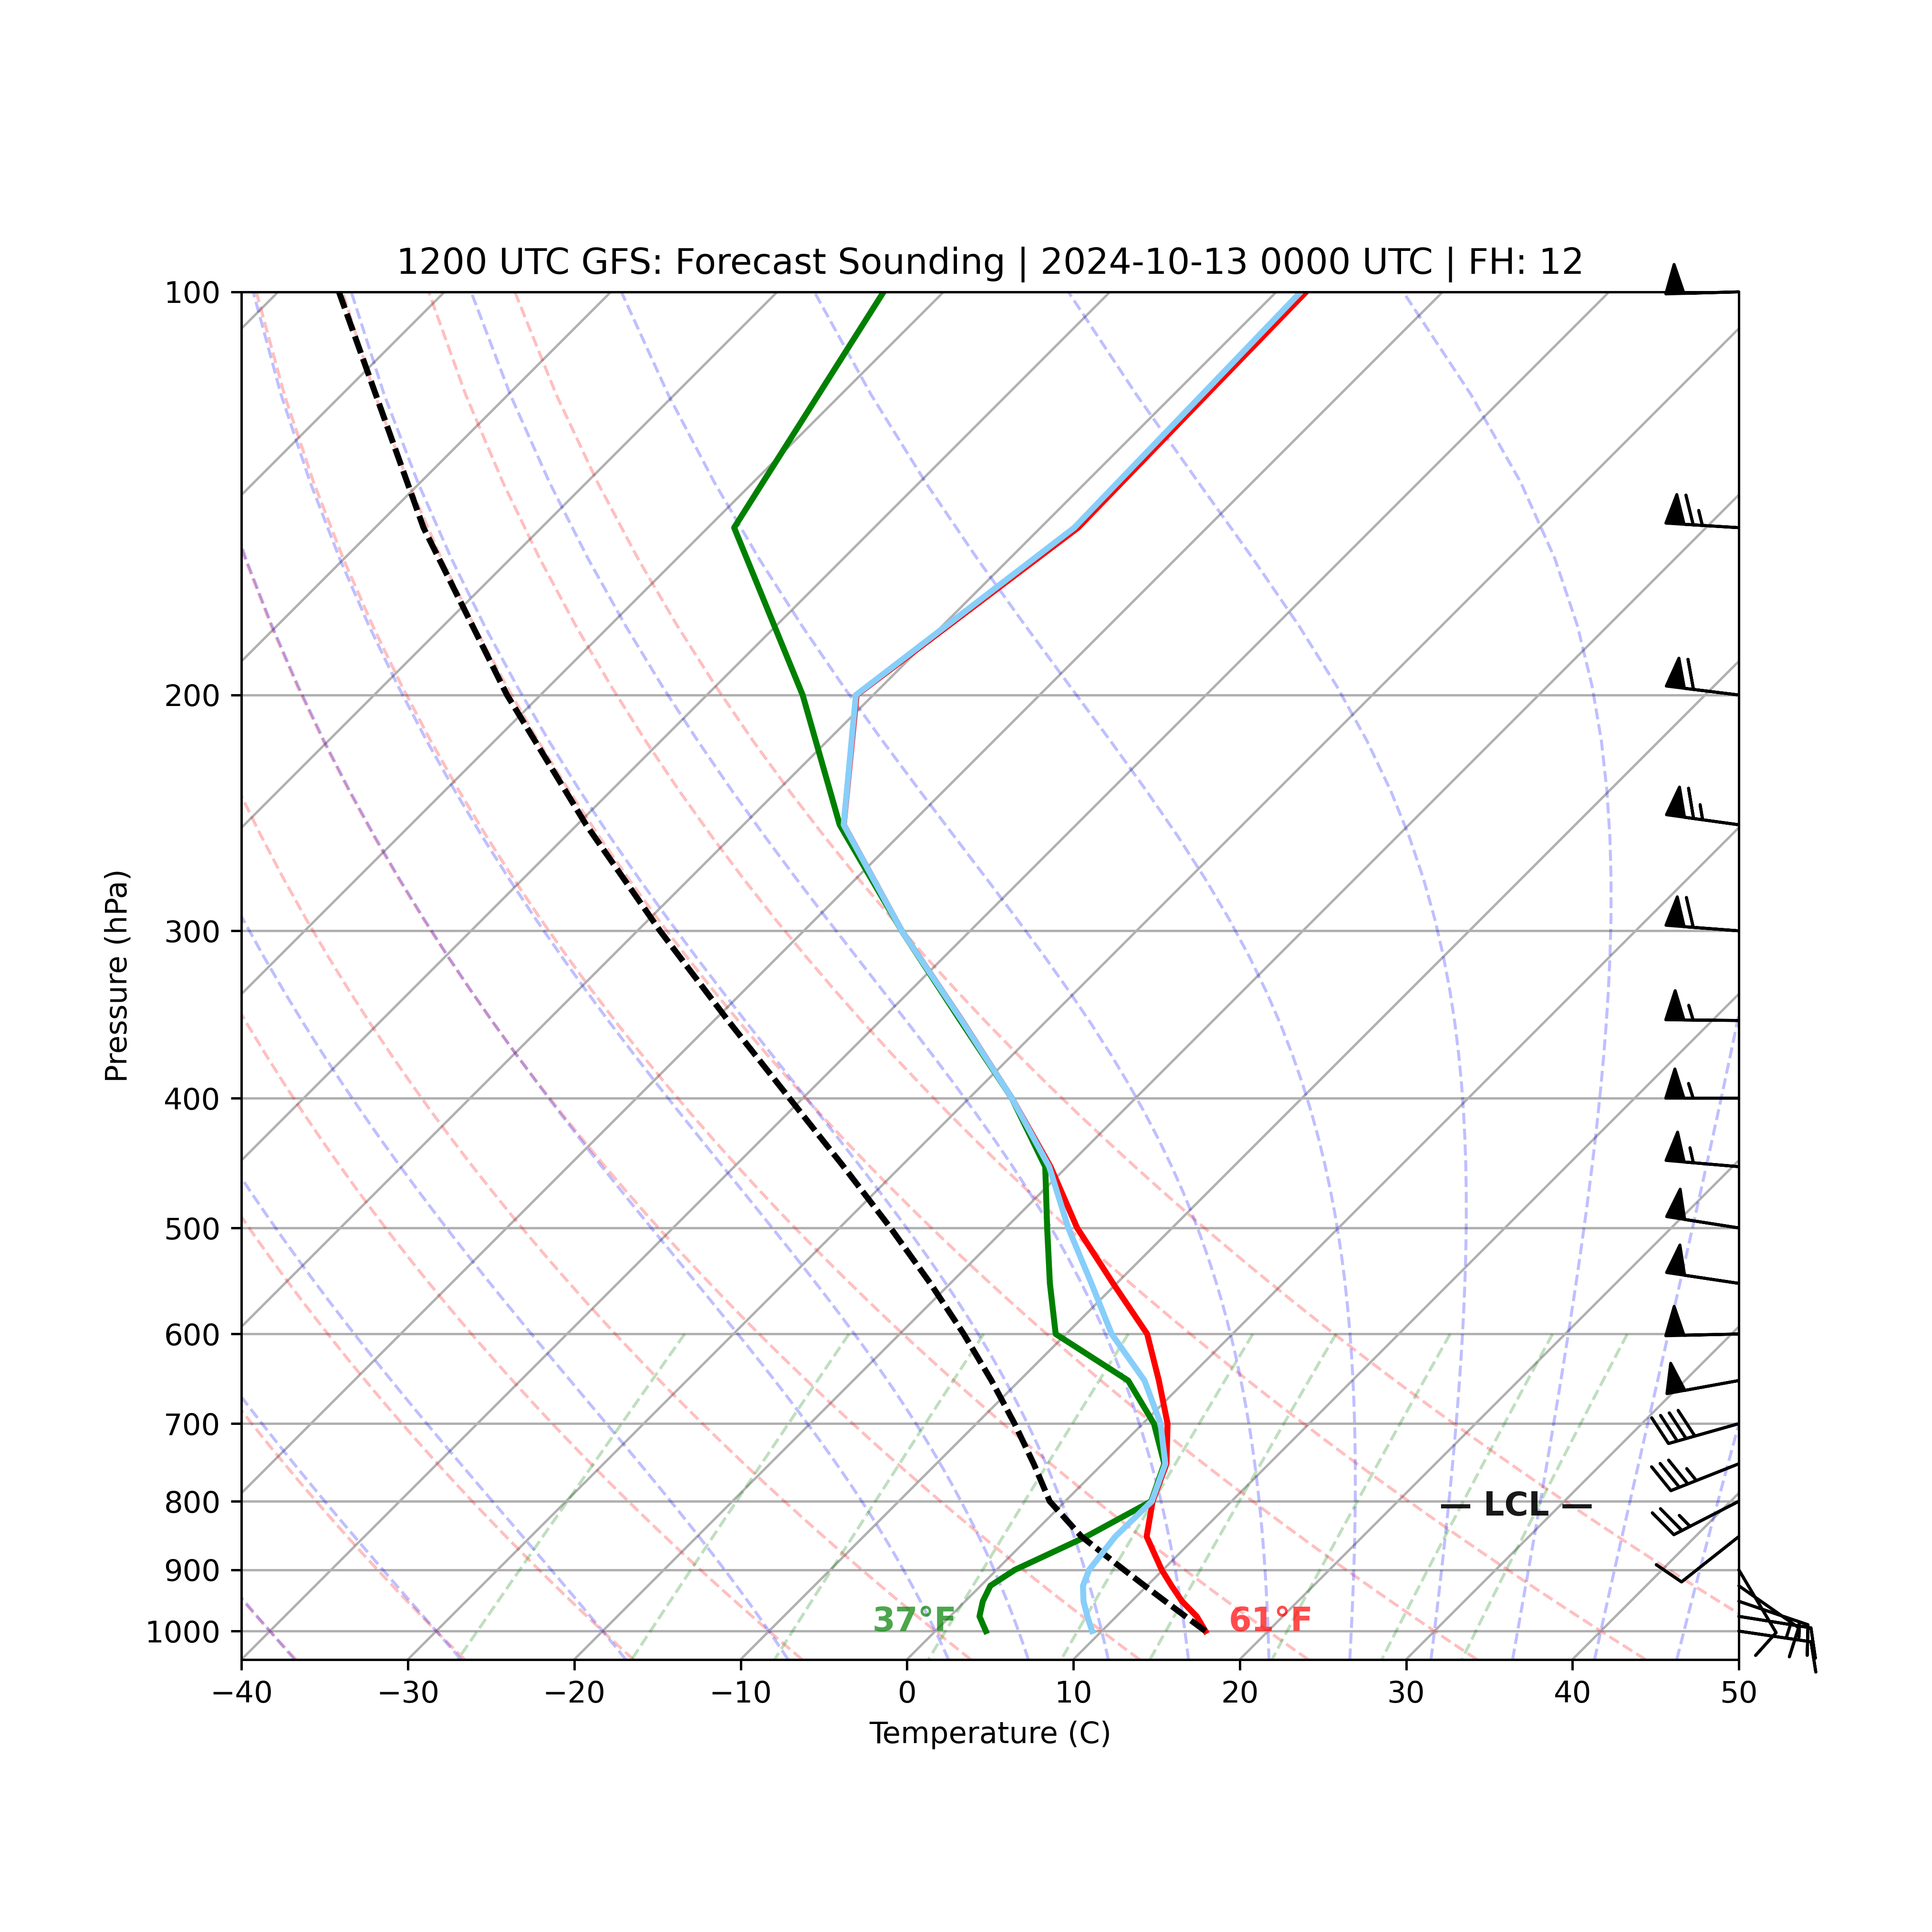 1200 UTC GFS: Forecast Sounding | 2024-10-13 0000 UTC | FH: 12
100
200
300
400
500
600
700
800
900
1000
Pressure (hPa)
— LCL —
37°F
61°F
−40 −30 −20 −10 0 10 20 30 40 50
Temperature (C)